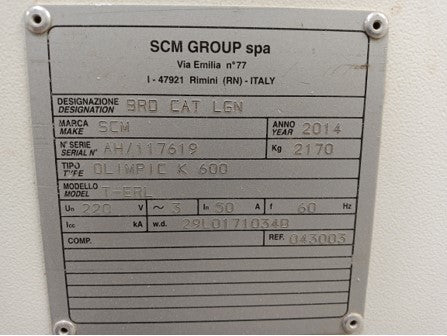 SCM GROUP spa
Via Emilia n°77
I - 47921 Rimini (RN) - ITALY
DESIGNAZIONE
DESIGNATION BRD CAT LGN
MARCA
MAKE SCM ANNO
YEAR 2014
N° SERIE
SERIAL N° AH/117619 Kg 2170
TIPO
TYPE OLIMPIC K 600
MODELLO
MODEL T-ERL
Un 220 V ~ 3 In 50 A f 60 Hz
Icc kA w.d. 29L0171034B
COMP. REF. 043003